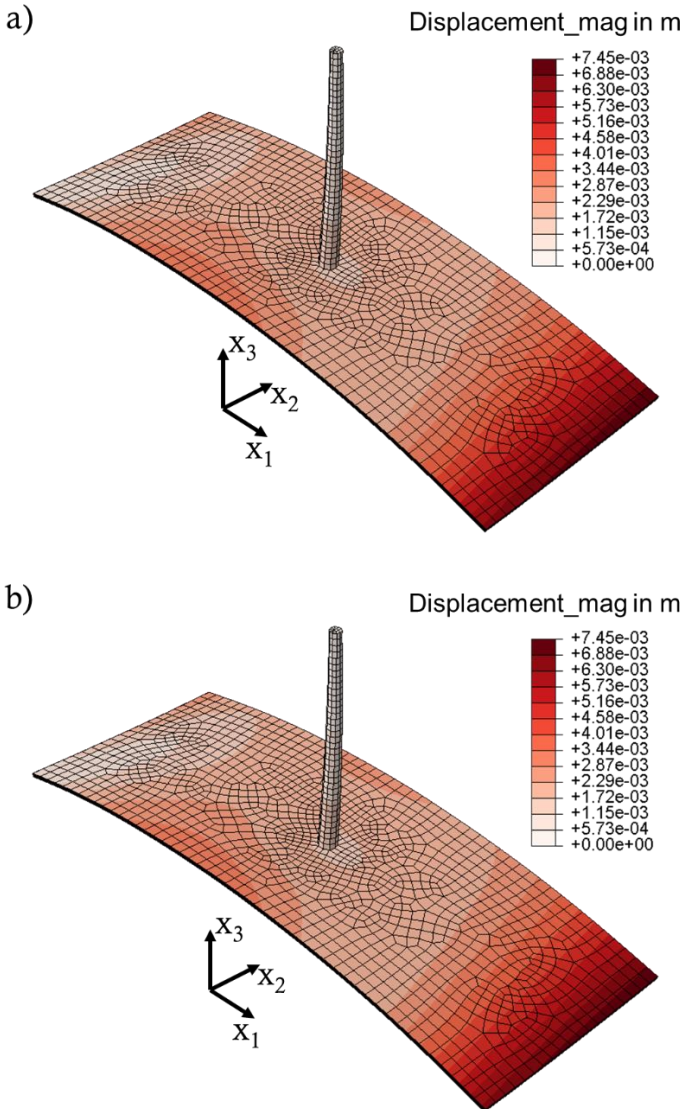 a)
Displacement_mag in m
+7.45e-03
+6.88e-03
+6.30e-03
+5.73e-03
+5.16e-03
+4.58e-03
+4.01e-03
+3.44e-03
+2.87e-03
+2.29e-03
+1.72e-03
+1.15e-03
+5.73e-04
+0.00e+00
x₃
x₂
x₁
b)
Displacement_mag in m
+7.45e-03
+6.88e-03
+6.30e-03
+5.73e-03
+5.16e-03
+4.58e-03
+4.01e-03
+3.44e-03
+2.87e-03
+2.29e-03
+1.72e-03
+1.15e-03
+5.73e-04
+0.00e+00
x₃
x₂
x₁